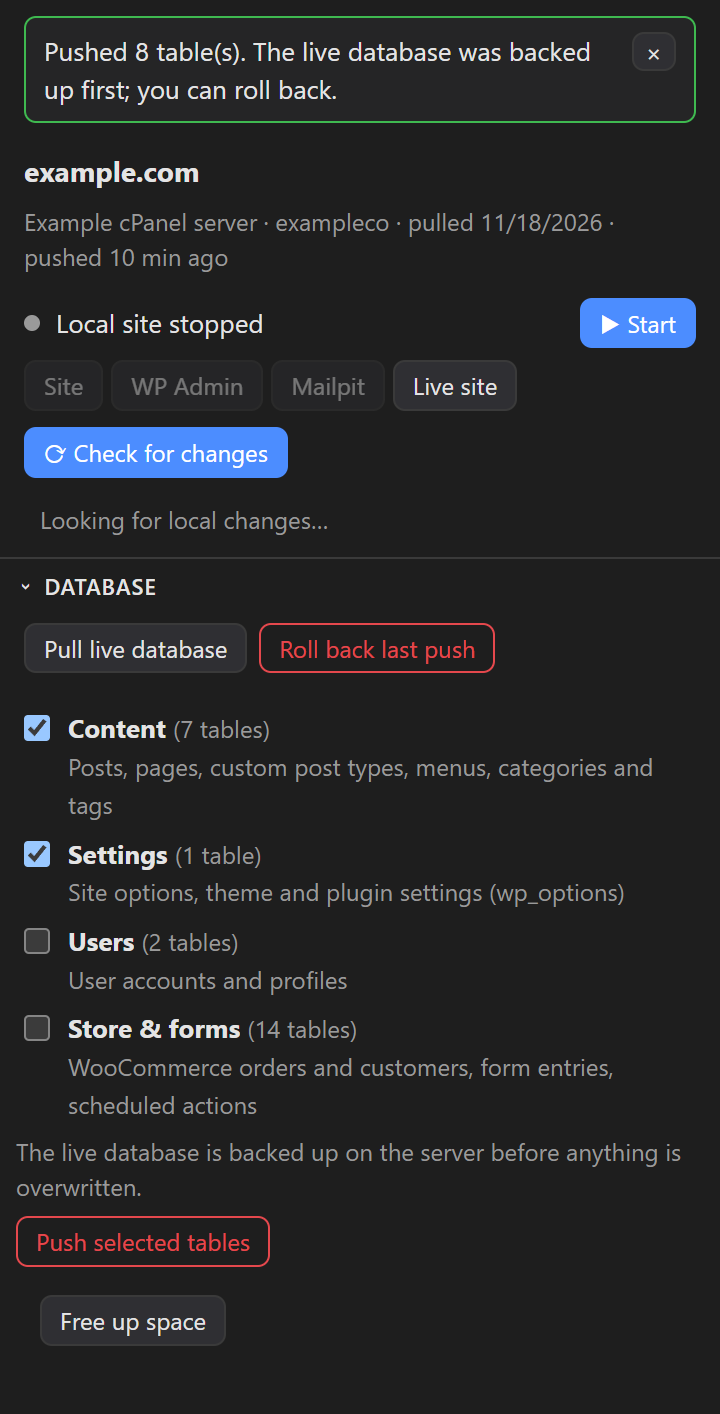 Pushed 8 table(s). The live database was backed
up first; you can roll back.
×
example.com
Example cPanel server · exampleco · pulled 11/18/2026 ·
pushed 10 min ago
Local site stopped
▶ Start
Site
WP Admin
Mailpit
Live site
⟳ Check for changes
Looking for local changes…
DATABASE
Pull live database
Roll back last push
Content (7 tables)
Posts, pages, custom post types, menus, categories and
tags
Settings (1 table)
Site options, theme and plugin settings (wp_options)
Users (2 tables)
User accounts and profiles
Store & forms (14 tables)
WooCommerce orders and customers, form entries,
scheduled actions
The live database is backed up on the server before anything is
overwritten.
Push selected tables
Free up space